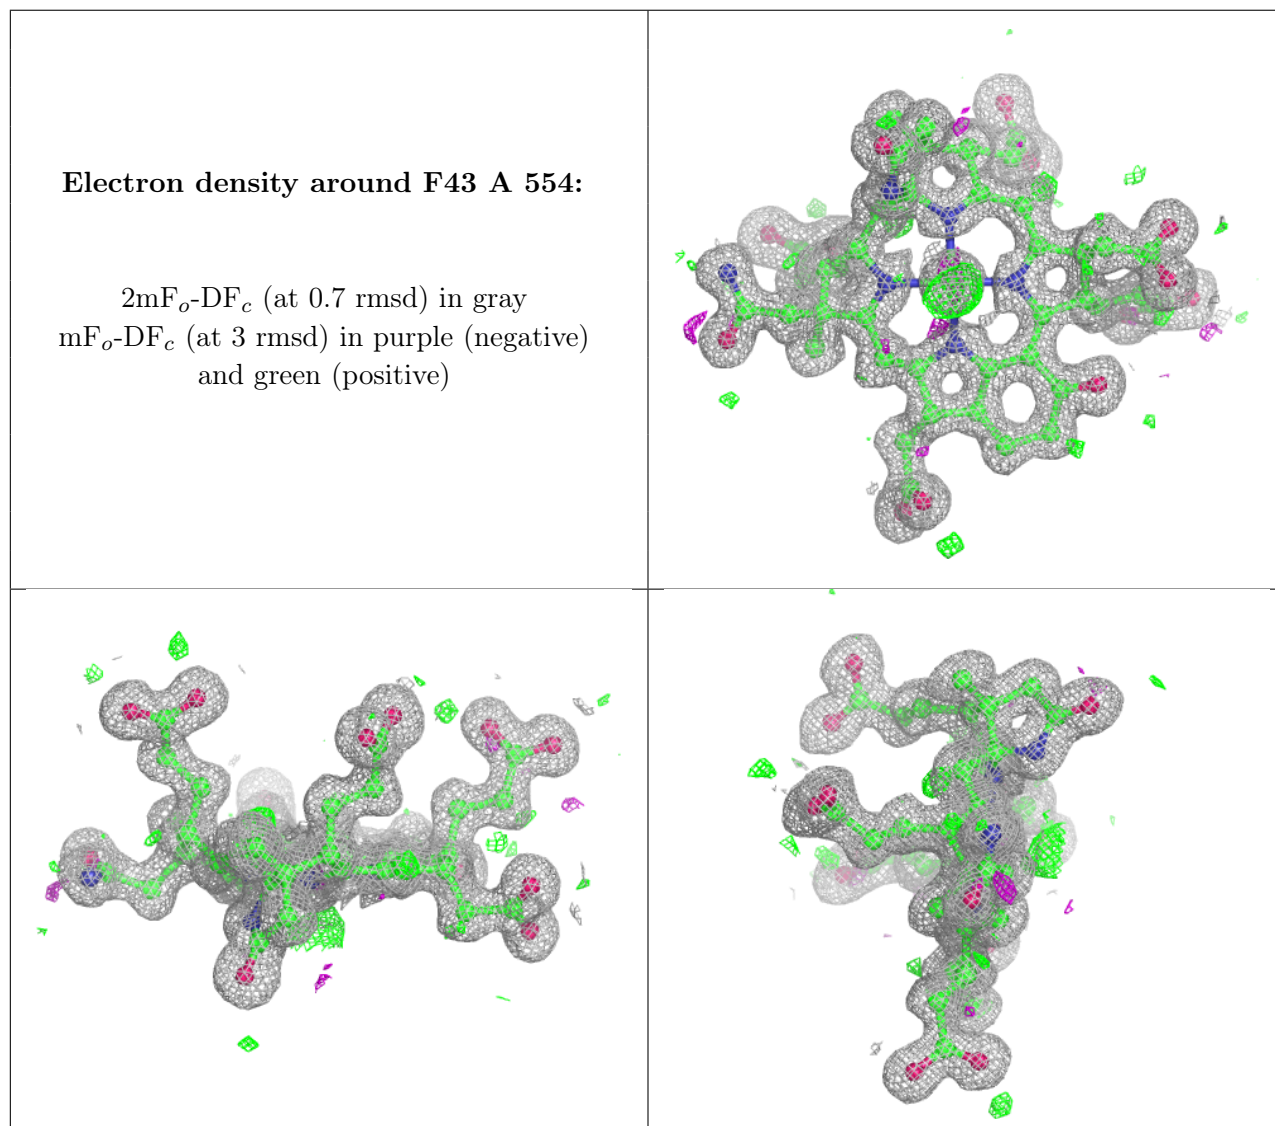 Electron density around F43 A 554:
2mFo-DFc (at 0.7 rmsd) in gray
mFo-DFc (at 3 rmsd) in purple (negative)
and green (positive)